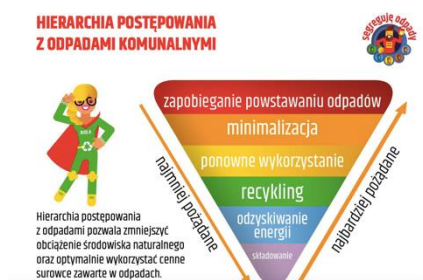 HIERARCHIA POSTĘPOWANIA
Z ODPADAMI KOMUNALNYMI
segreguję odpady
zapobieganie powstawaniu odpadów
minimalizacja
ponowne wykorzystanie
recykling
odzyskiwanie
energii
składowanie
najmniej pożądane
najbardziej pożądane
Hierarchia postępowania
z odpadami pozwala zmniejszyć
obciążenie środowiska naturalnego
oraz optymalnie wykorzystać cenne
surowce zawarte w odpadach.